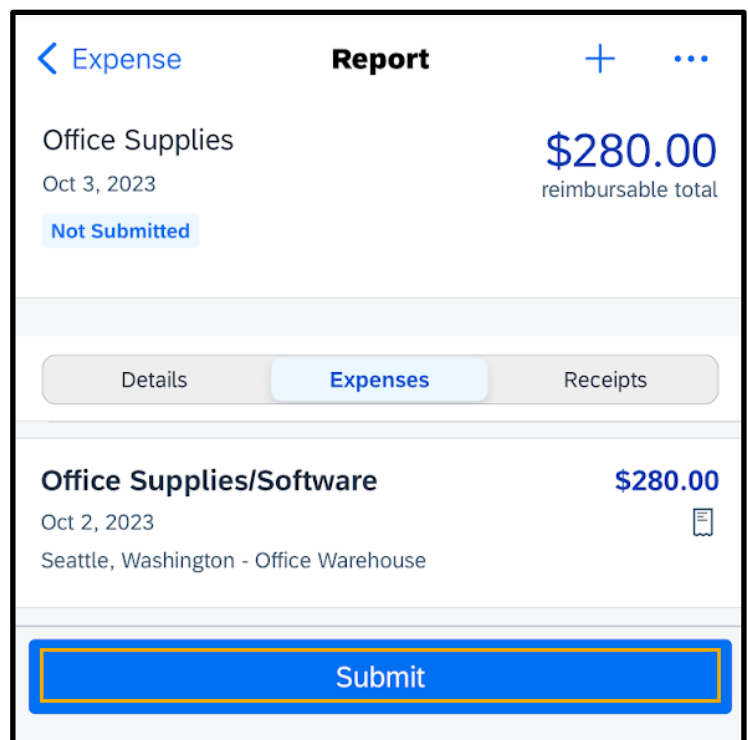 Expense
Report
Office Supplies
$280.00
Oct 3, 2023
reimbursable total
Not Submitted
Details
Expenses
Receipts
Office Supplies/Software
$280.00
Oct 2, 2023
Seattle, Washington - Office Warehouse
Submit